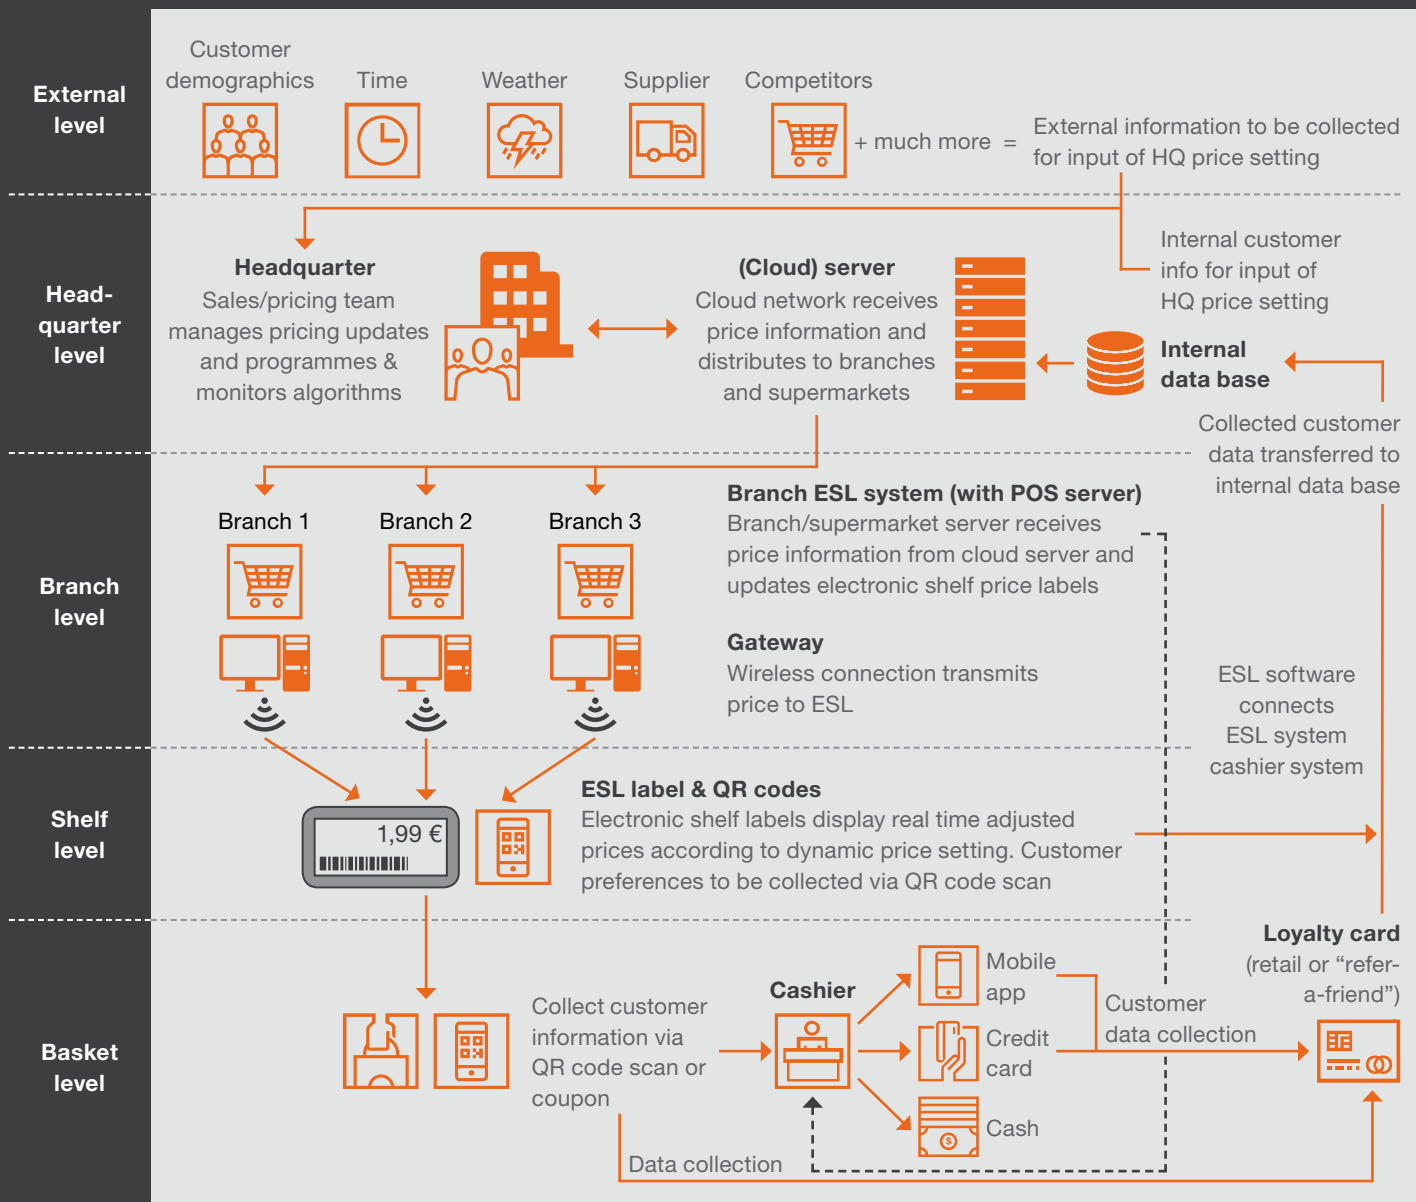 External
level
Customer
demographics
Time
Weather
Supplier
Competitors
+ much more =
External information to be collected
for input of HQ price setting
Head-
quarter
level
Headquarter
Sales/pricing team
manages pricing updates
and programmes &
monitors algorithms
(Cloud) server
Cloud network receives
price information and
distributes to branches
and supermarkets
Internal customer
info for input of
HQ price setting
Internal
data base
Collected customer
data transferred to
internal data base
Branch
level
Branch 1
Branch 2
Branch 3
Branch ESL system (with POS server)
Branch/supermarket server receives
price information from cloud server and
updates electronic shelf price labels
Gateway
Wireless connection transmits
price to ESL
ESL software
connects
ESL system
cashier system
Shelf
level
1,99 €
ESL label & QR codes
Electronic shelf labels display real time adjusted
prices according to dynamic price setting. Customer
preferences to be collected via QR code scan
Basket
level
Collect customer
information via
QR code scan or
coupon
Cashier
Mobile
app
Credit
card
$
Cash
Customer
data collection
Loyalty card
(retail or “refer-
a-friend”)
Data collection